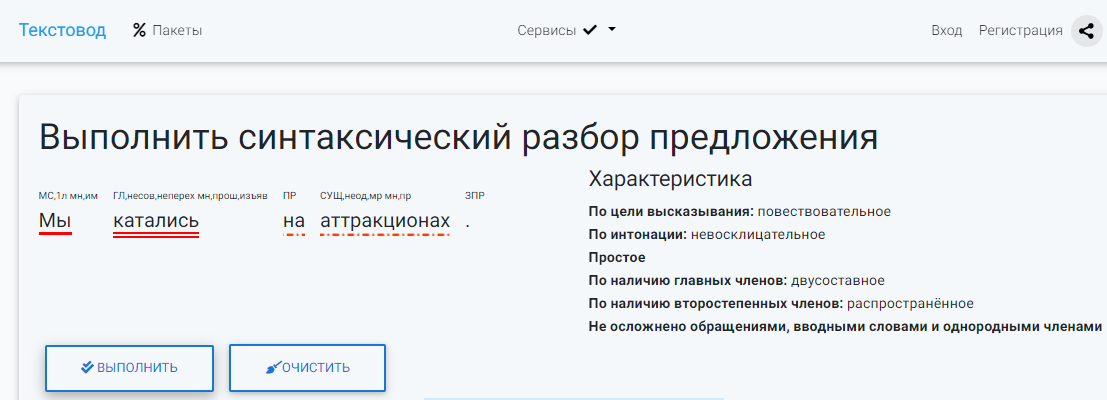 Текстовод
Пакеты
Сервисы
Вход
Регистрация
Выполнить синтаксический разбор предложения
МС,1л мн,им ГЛ,несов,неперех мн,прош,изъяв ПР СУЩ,неод,мр мн,пр ЗПР
Мы катались на аттракционах .
Характеристика
По цели высказывания: повествовательное
По интонации: невосклицательное
Простое
По наличию главных членов: двусоставное
По наличию второстепенных членов: распространённое
Не осложнено обращениями, вводными словами и однородными членами
ВЫПОЛНИТЬ
ОЧИСТИТЬ